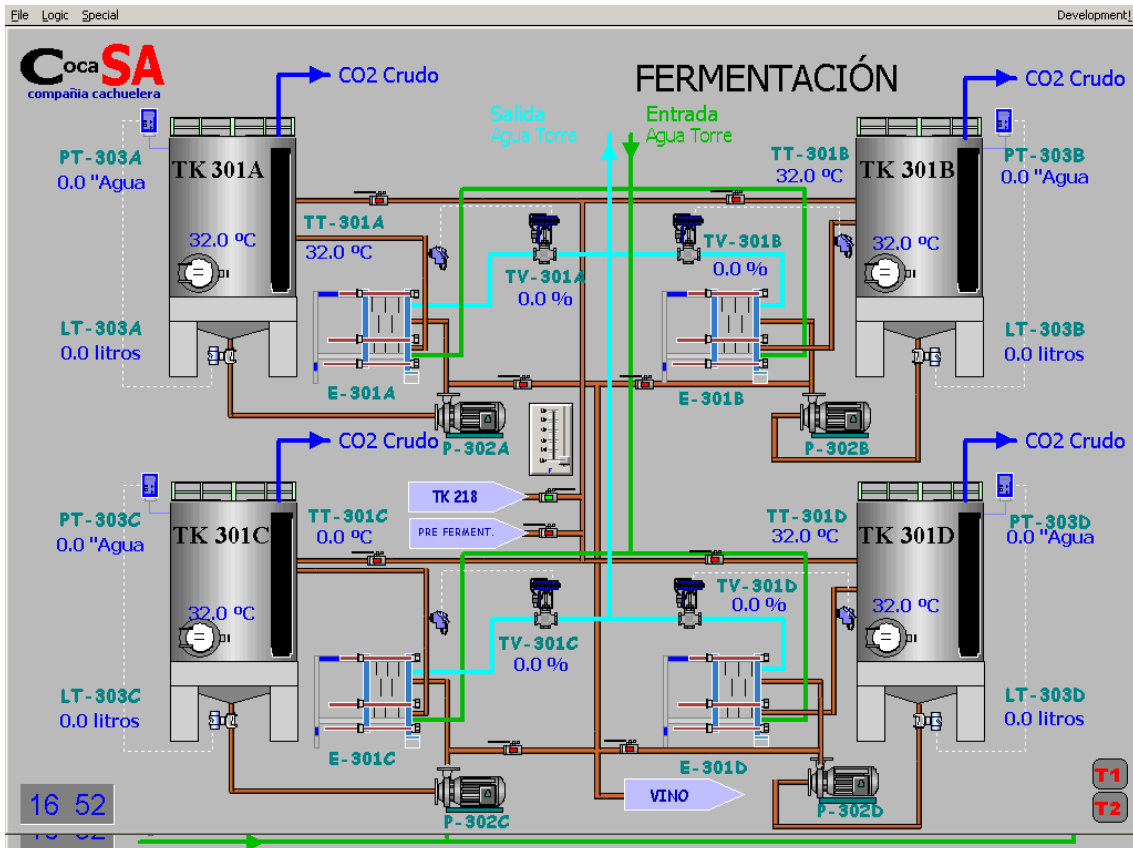 File Logic Special Development!
Coca SA
compañia cachuelera
CO2 Crudo
FERMENTACIÓN
CO2 Crudo
Salida
Agua Torre
Entrada
Agua Torre
PT-303A
0.0 "Agua
TK 301A
32.0 ºC
TT-301A
32.0 ºC
TV-301A
0.0 %
TV-301B
0.0 %
TT-301B
32.0 ºC
TK 301B
32.0 ºC
PT-303B
0.0 "Agua
LT-303A
0.0 litros
E-301A
P-302A
E-301B
P-302B
LT-303B
0.0 litros
CO2 Crudo
CO2 Crudo
TK 218
PRE FERMENT.
PT-303C
0.0 "Agua
TK 301C
32.0 ºC
TT-301C
0.0 ºC
TV-301C
0.0 %
TV-301D
0.0 %
TT-301D
32.0 ºC
TK 301D
32.0 ºC
PT-303D
0.0 "Agua
LT-303C
0.0 litros
E-301C
P-302C
VINO
E-301D
P-302D
LT-303D
0.0 litros
T1
T2
16 52